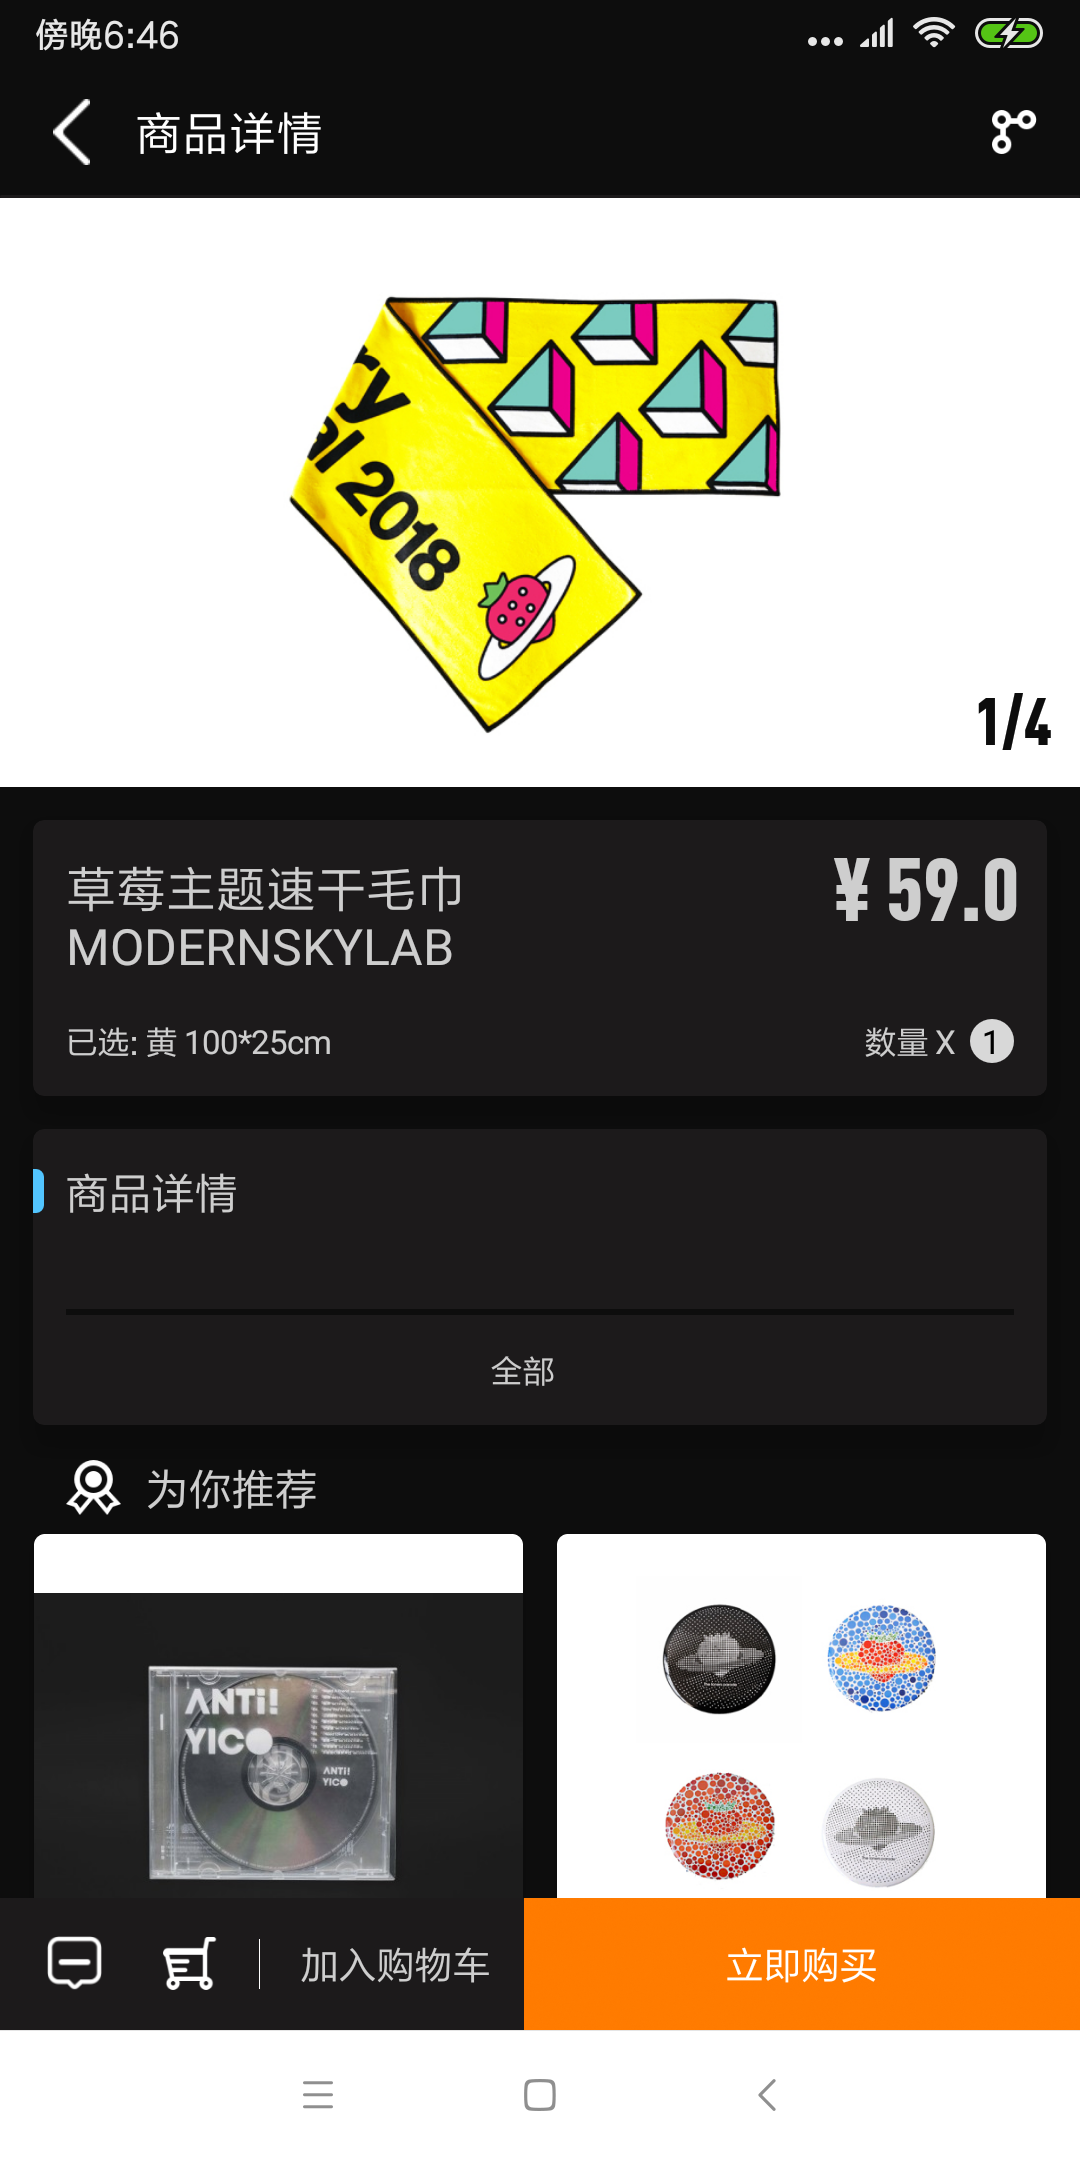 傍晚6:46
商品详情
ry
al 2018
1/4
草莓主题速干毛巾
¥ 59.0
MODERNSKYLAB
已选: 黄 100*25cm
数量 X 1
商品详情
全部
为你推荐
ANTi!
YICO
ANTi!
YICO
加入购物车
立即购买